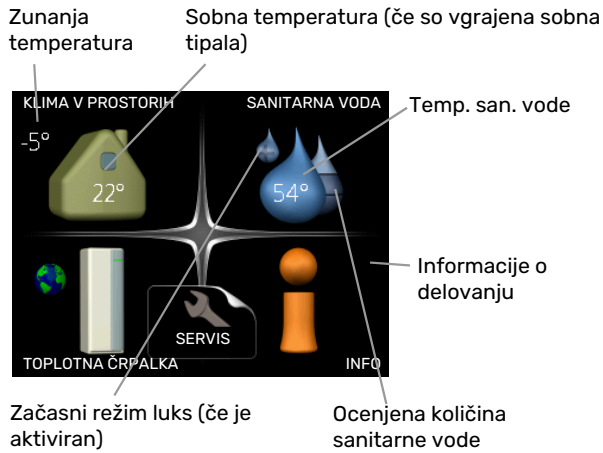 Zunanja
temperatura
Sobna temperatura (če so vgrajena sobna
tipala)
KLIMA V PROSTORIH
SANITARNA VODA
Temp. san. vode
-5°
22°
54°
Informacije o
delovanju
SERVIS
TOPLOTNA ČRPALKA
INFO
Začasni režim luks (če je
aktiviran)
Ocenjena količina
sanitarne vode